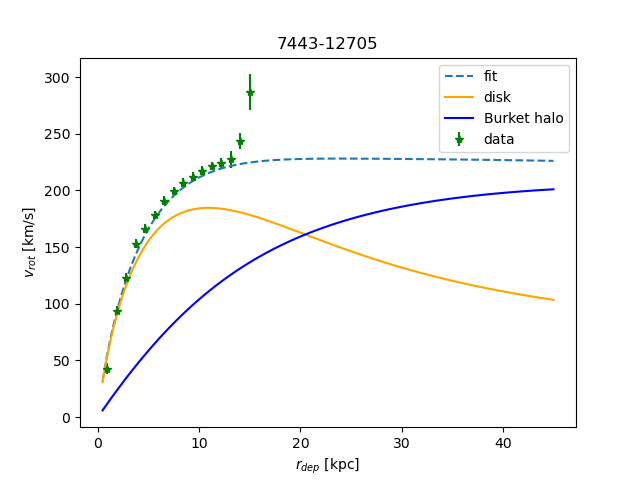 7443-12705
fit
disk
Burket halo
data
300
250
200
150
100
50
0
v_rot [km/s]
0 10 20 30 40
r_dep [kpc]